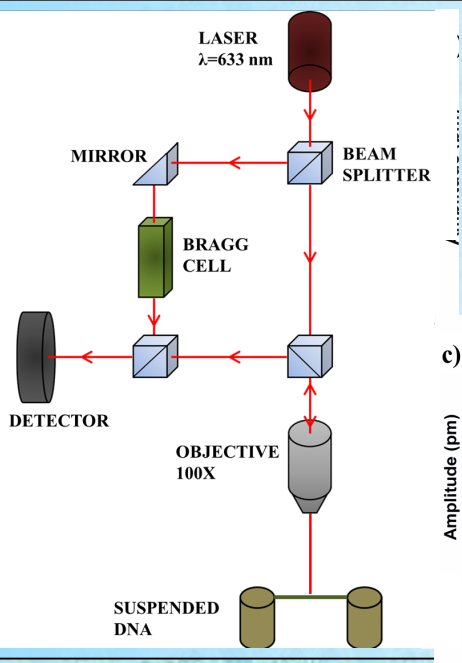 LASER
λ=633 nm
MIRROR
BEAM
SPLITTER
BRAGG
CELL
DETECTOR
OBJECTIVE
100X
SUSPENDED
DNA
c)
Amplitude (pm)